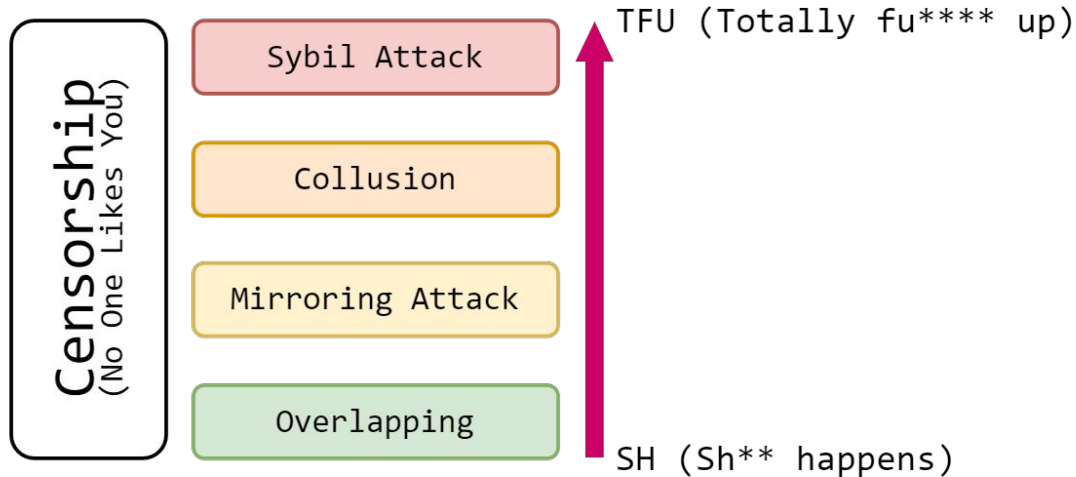 Censorship
(No One Likes You)
Sybil Attack
Collusion
Mirroring Attack
Overlapping
TFU (Totally fu**** up)
SH (Sh** happens)